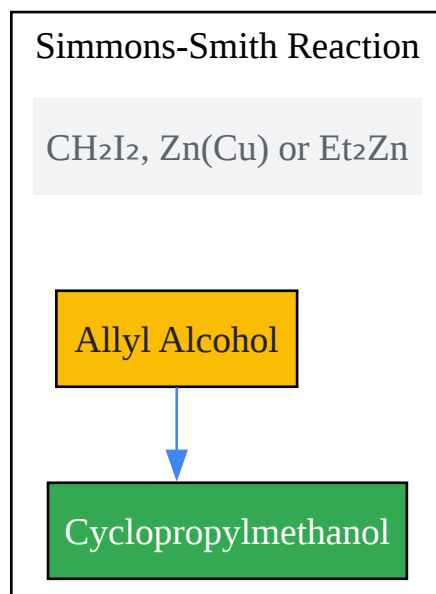 Simmons-Smith Reaction
CH₂I₂, Zn(Cu) or Et₂Zn
Allyl Alcohol
Cyclopropylmethanol